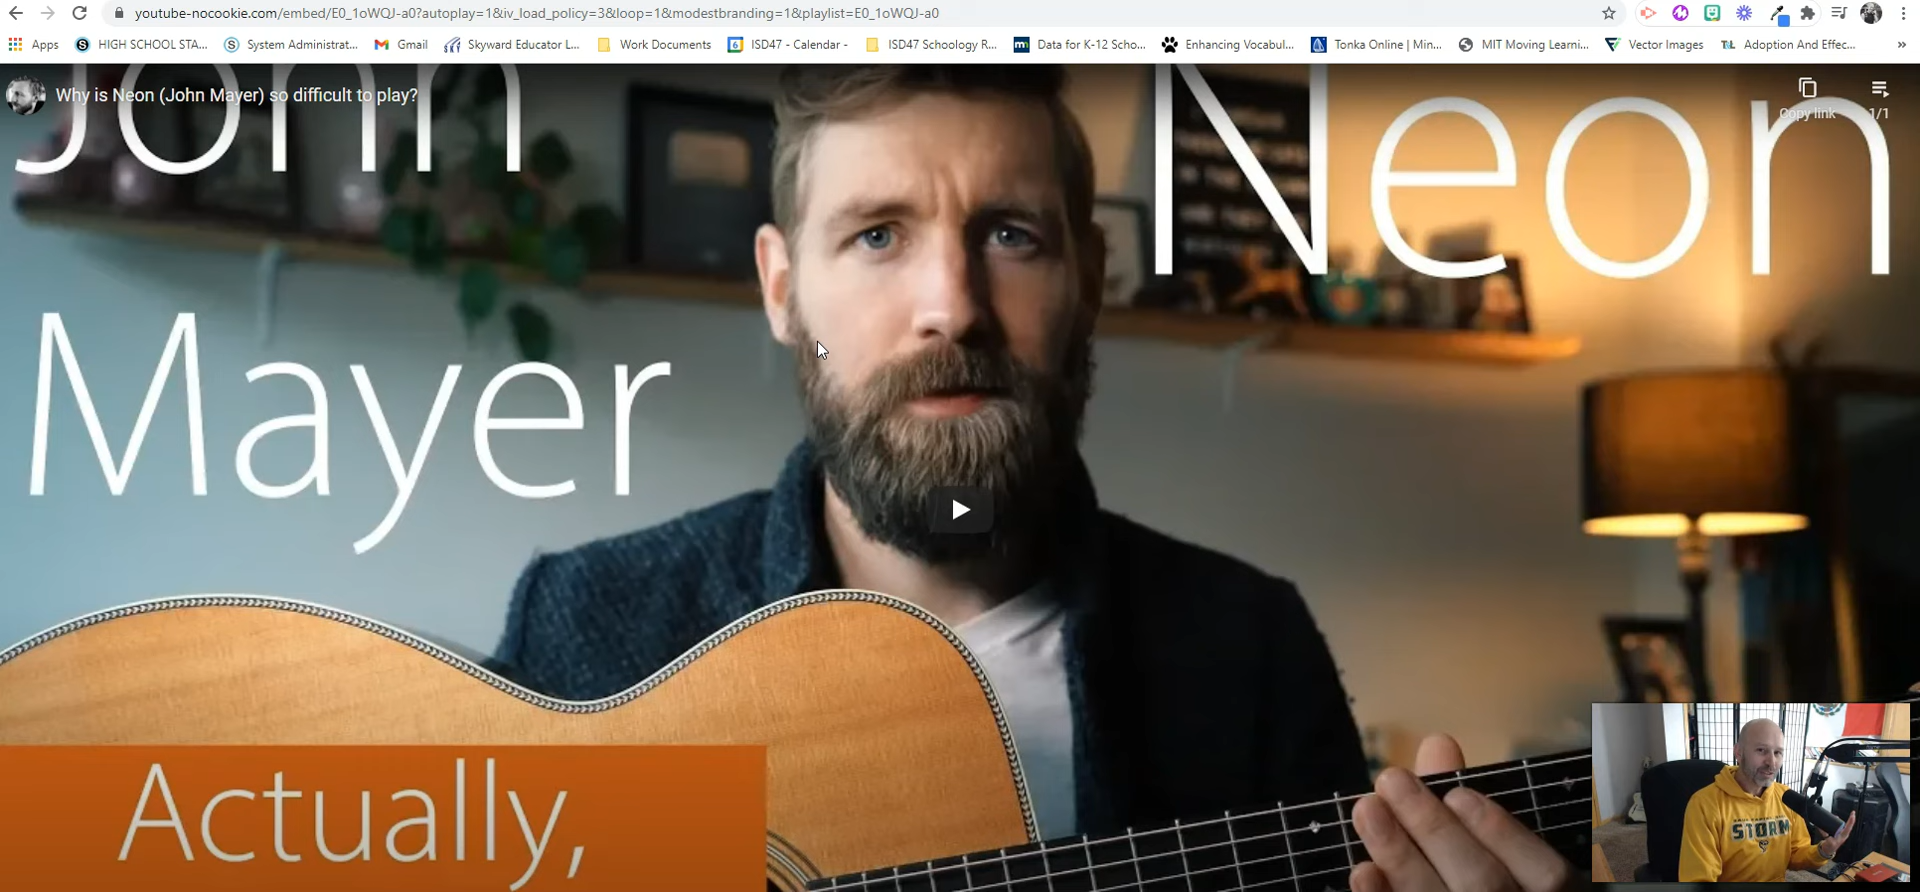 youtube-nocookie.com/embed/E0_1oWQJ-a0?autoplay=1&iv_load_policy=3&loop=1&modestbranding=1&playlist=E0_1oWQJ-a0
Apps HIGH SCHOOL STA... System Administrat... Gmail Skyward Educator L... Work Documents ISD47 - Calendar - ISD47 Schoology R... Data for K-12 Scho... Enhancing Vocabul... Tonka Online | Min... MIT Moving Learni... Vector Images Adoption And Effec... »
Why is Neon (John Mayer) so difficult to play?
Copy link 1/1
John
Neon
Mayer
Actually,
STORM